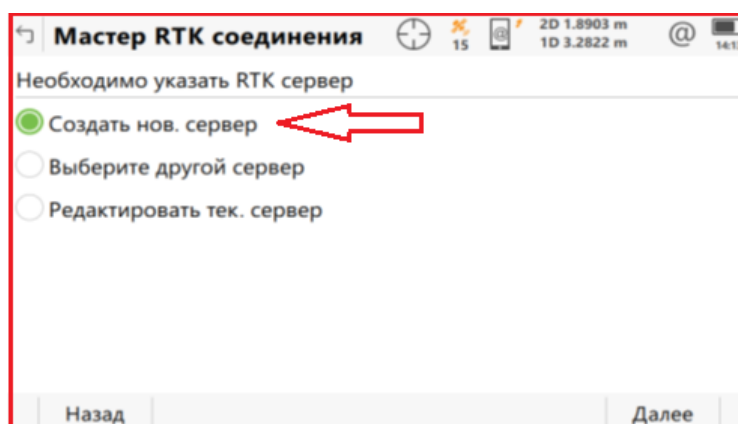 Мастер RTK соединения
15
@
2D 1.8903 m
1D 3.2822 m
@
Необходимо указать RTK сервер
Создать нов. сервер
Выберите другой сервер
Редактировать тек. сервер
Назад
Далее